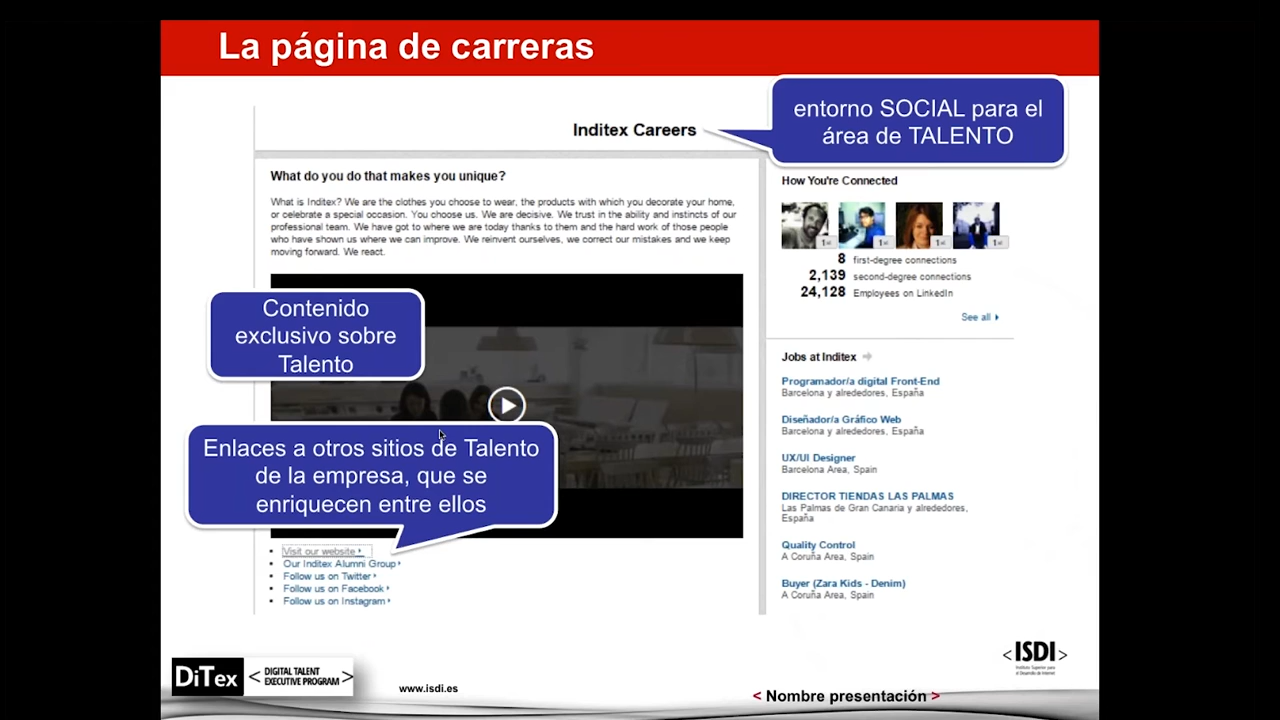 La página de carreras
entorno SOCIAL para el
área de TALENTO
Inditex Careers
What do you do that makes you unique?
What is Inditex? We are the clothes you choose to wear, the products with which you decorate your home,
or celebrate a special occasion. You choose us. We are decisive. We trust in the ability and instincts of our
professional team. We have got to where we are today thanks to them and the hard work of those people
who have shown us where we can improve. We reinvent ourselves, we correct our mistakes and we keep
moving forward. We react.
Contenido
exclusivo sobre
Talento
Enlaces a otros sitios de Talento
de la empresa, que se
enriquecen entre ellos
Visit our website
Our Inditex Alumni Group
Follow us on Twitter
Follow us on Facebook
Follow us on Instagram
How You're Connected
1st 1st 1st 1st
8 first-degree connections
2,139 second-degree connections
24,128 Employees on LinkedIn
See all
Jobs at Inditex
Programador/a digital Front-End
Barcelona y alrededores, España
Diseñador/a Gráfico Web
Barcelona y alrededores, España
UX/UI Designer
Barcelona Area, Spain
DIRECTOR TIENDAS LAS PALMAS
Las Palmas de Gran Canaria y alrededores,
España
Quality Control
A Coruña Area, Spain
Buyer (Zara Kids - Denim)
A Coruña Area, Spain
DiTex
< DIGITAL TALENT
EXECUTIVE PROGRAM >
www.isdi.es
<ISDI>
Instituto Superior para
el Desarrollo de Internet
< Nombre presentación >